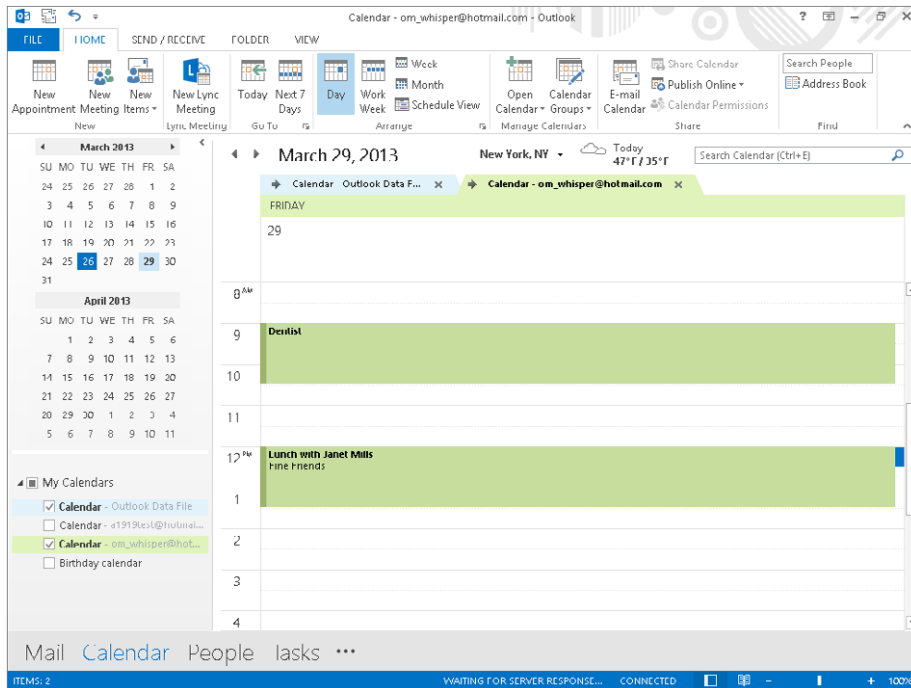 Calendar - om_whisper@hotmail.com - Outlook
FILE HOME SEND / RECEIVE FOLDER VIEW
New Appointment
New Meeting
New Items
New
New Lync Meeting
Lync Meeting
Today
Next 7 Days
Go To
Day
Work Week
Week
Month
Schedule View
Arrange
Open Calendar
Calendar Groups
Manage Calendars
E-mail Calendar
Share Calendar
Publish Online
Calendar Permissions
Share
Search People
Address Book
Find
March 2013
SU MO TU WE TH FR SA
24 25 26 27 28 1 2
3 4 5 6 7 8 9
10 11 12 13 14 15 16
17 18 19 20 21 22 23
24 25 26 27 28 29 30
31
April 2013
SU MO TU WE TH FR SA
1 2 3 4 5 6
7 8 9 10 11 12 13
14 15 16 17 18 19 20
21 22 23 24 25 26 27
28 29 30 1 2 3 4
5 6 7 8 9 10 11
My Calendars
Calendar - Outlook Data File
Calendar - a1919test@hotmai...
Calendar - om_whisper@hot...
Birthday calendar
March 29, 2013
New York, NY
Today
47°F / 35°F
Search Calendar (Ctrl+E)
Calendar Outlook Data F...
Calendar - om_whisper@hotmail.com
FRIDAY
29
8 AM
9
Dentist
10
11
12 PM
Lunch with Janet Mills
Fine Friends
1
2
3
4
Mail Calendar People Tasks •••
ITEMS: 2
WAITING FOR SERVER RESPONSE... CONNECTED
100%